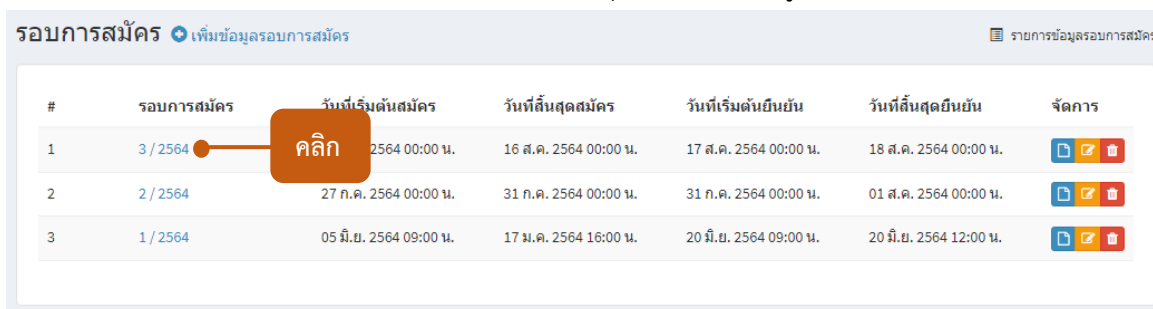 รอบการสมัคร เพิ่มข้อมูลรอบการสมัคร รายการข้อมูลรอบการสมัคร
# รอบการสมัคร วันที่เริ่มต้นสมัคร วันที่สิ้นสุดสมัคร วันที่เริ่มต้นยืนยัน วันที่สิ้นสุดยืนยัน จัดการ
1 3 / 2564 คลิก 2564 00:00 น. 16 ส.ค. 2564 00:00 น. 17 ส.ค. 2564 00:00 น. 18 ส.ค. 2564 00:00 น.
2 2 / 2564 27 ก.ค. 2564 00:00 น. 31 ก.ค. 2564 00:00 น. 31 ก.ค. 2564 00:00 น. 01 ส.ค. 2564 00:00 น.
3 1 / 2564 05 มิ.ย. 2564 09:00 น. 17 ม.ค. 2564 16:00 น. 20 มิ.ย. 2564 09:00 น. 20 มิ.ย. 2564 12:00 น.